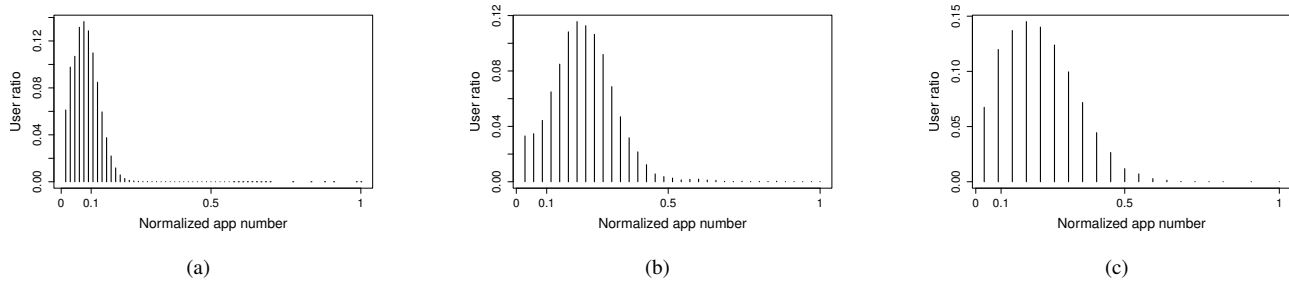 0.00 0.04 0.08 0.12
User ratio
0 0.1 0.5 1
Normalized app number
(a)
0.00 0.04 0.08 0.12
User ratio
0 0.1 0.5 1
Normalized app number
(b)
0.00 0.05 0.10 0.15
User ratio
0 0.1 0.5 1
Normalized app number
(c)